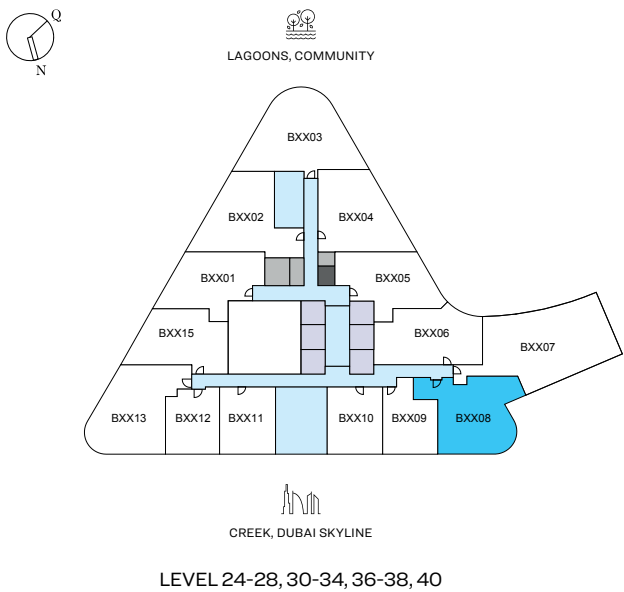 Q
N
LAGOONS, COMMUNITY
BXX03
BXX02
BXX04
BXX01
BXX05
BXX15
BXX06
BXX07
BXX13
BXX12
BXX11
BXX10
BXX09
BXX08
CREEK, DUBAI SKYLINE
LEVEL 24-28, 30-34, 36-38, 40